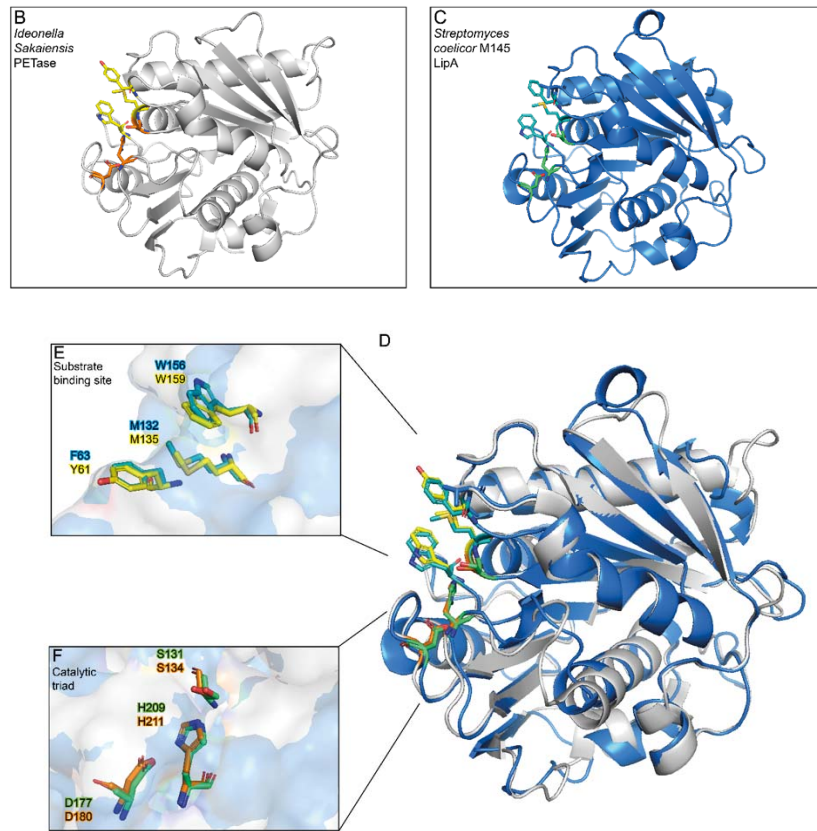 B
Ideonella
Sakaiensis
PETase
C
Streptomyces
coelicor M145
LipA
D
E
Substrate
binding site
W156
W159
M132
M135
F63
Y61
F
Catalytic
triad
S131
S134
H209
H211
D177
D180